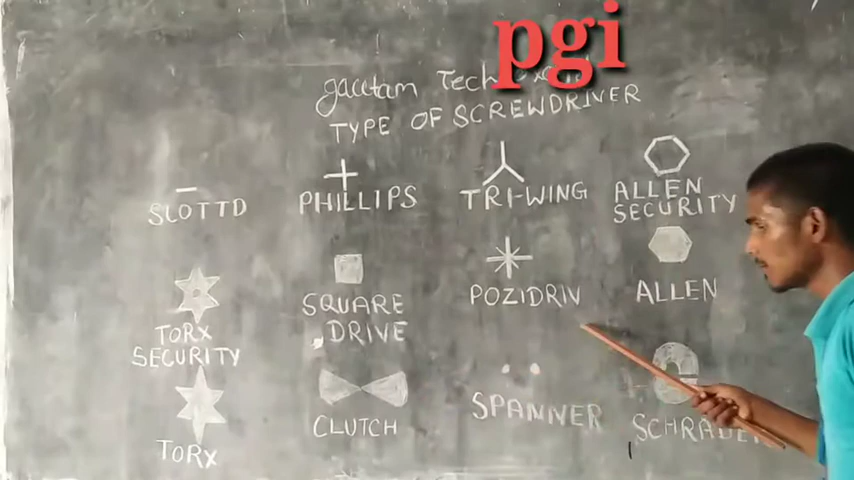 pgi
gacetam Tech
TYPE OF SCREWDRIVER
SLOTTD
PHILLIPS
TRI-WING
ALLEN
SECURITY
TORX
SECURITY
SQUARE
DRIVE
POZIDRIV
ALLEN
TORX
CLUTCH
SPANNER